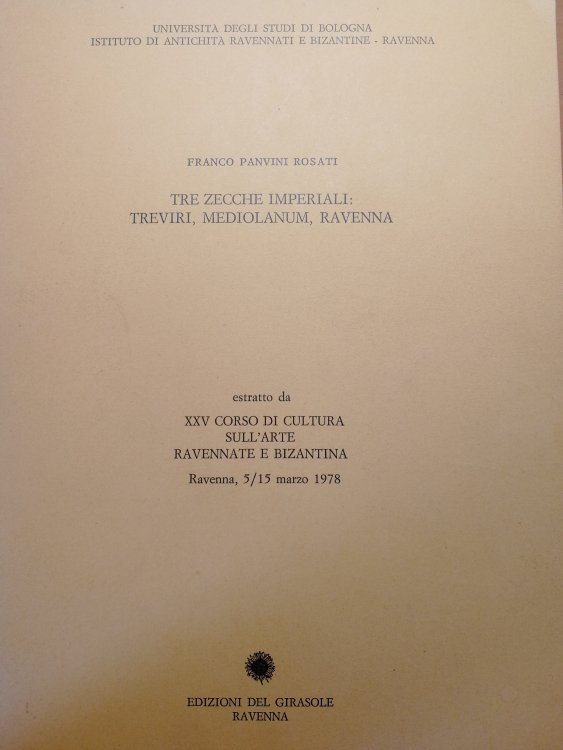 UNIVERSITÀ DEGLI STUDI DI BOLOGNA
ISTITUTO DI ANTICHITÀ RAVENNATI E BIZANTINE - RAVENNA
FRANCO PANVINI ROSATI
TRE ZECCHE IMPERIALI:
TREVIRI, MEDIOLANUM, RAVENNA
estratto da
XXV CORSO DI CULTURA
SULL'ARTE
RAVENNATE E BIZANTINA
Ravenna, 5/15 marzo 1978
EDIZIONI DEL GIRASOLE
RAVENNA